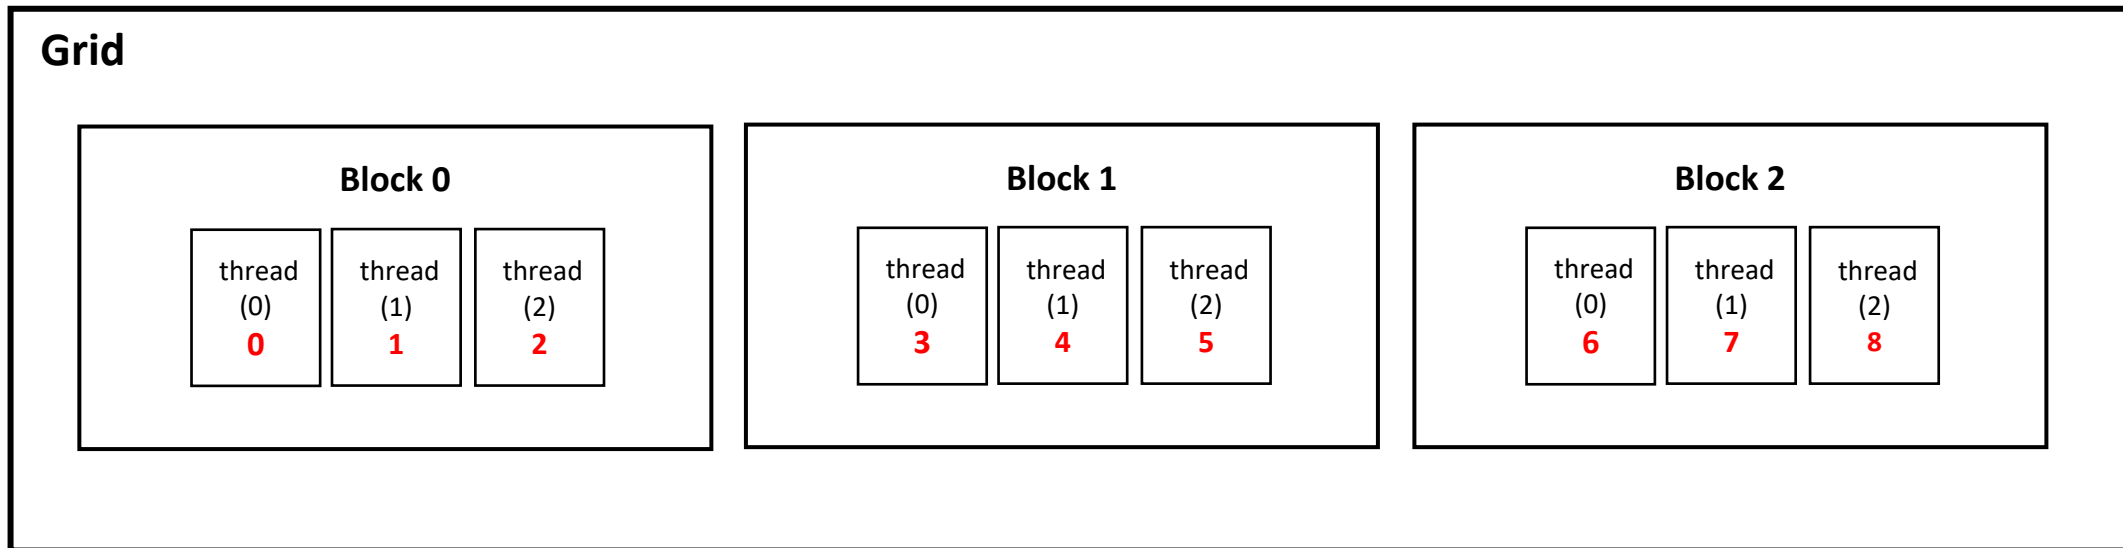 Grid
Block 0
thread
(0)
0
thread
(1)
1
thread
(2)
2
Block 1
thread
(0)
3
thread
(1)
4
thread
(2)
5
Block 2
thread
(0)
6
thread
(1)
7
thread
(2)
8